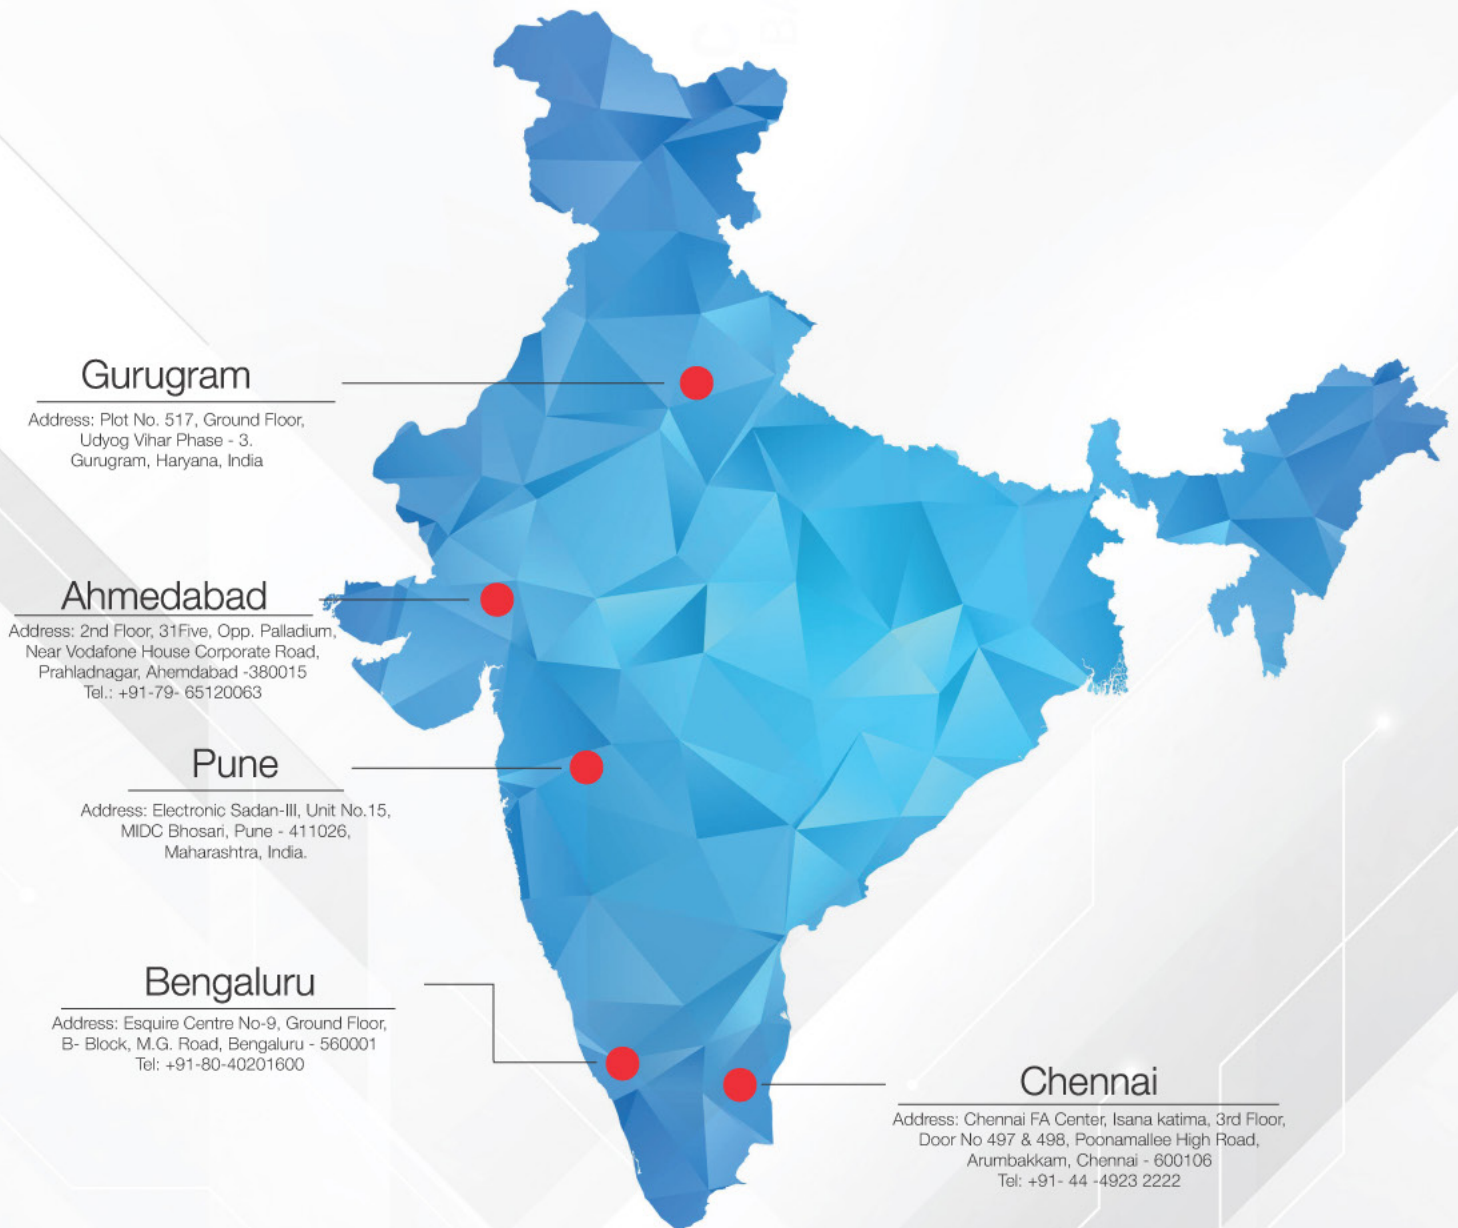 Gurugram
Address: Plot No. 517, Ground Floor,
Udyog Vihar Phase - 3.
Gurugram, Haryana, India
Ahmedabad
Address: 2nd Floor, 31Five, Opp. Palladium,
Near Vodafone House Corporate Road,
Prahladnagar, Ahemdabad -380015
Tel.: +91-79- 65120063
Pune
Address: Electronic Sadan-III, Unit No.15,
MIDC Bhosari, Pune - 411026,
Maharashtra, India.
Bengaluru
Address: Esquire Centre No-9, Ground Floor,
B- Block, M.G. Road, Bengaluru - 560001
Tel: +91-80-40201600
Chennai
Address: Chennai FA Center, Isana katima, 3rd Floor,
Door No 497 & 498, Poonamallee High Road,
Arumbakkam, Chennai - 600106
Tel: +91- 44 -4923 2222